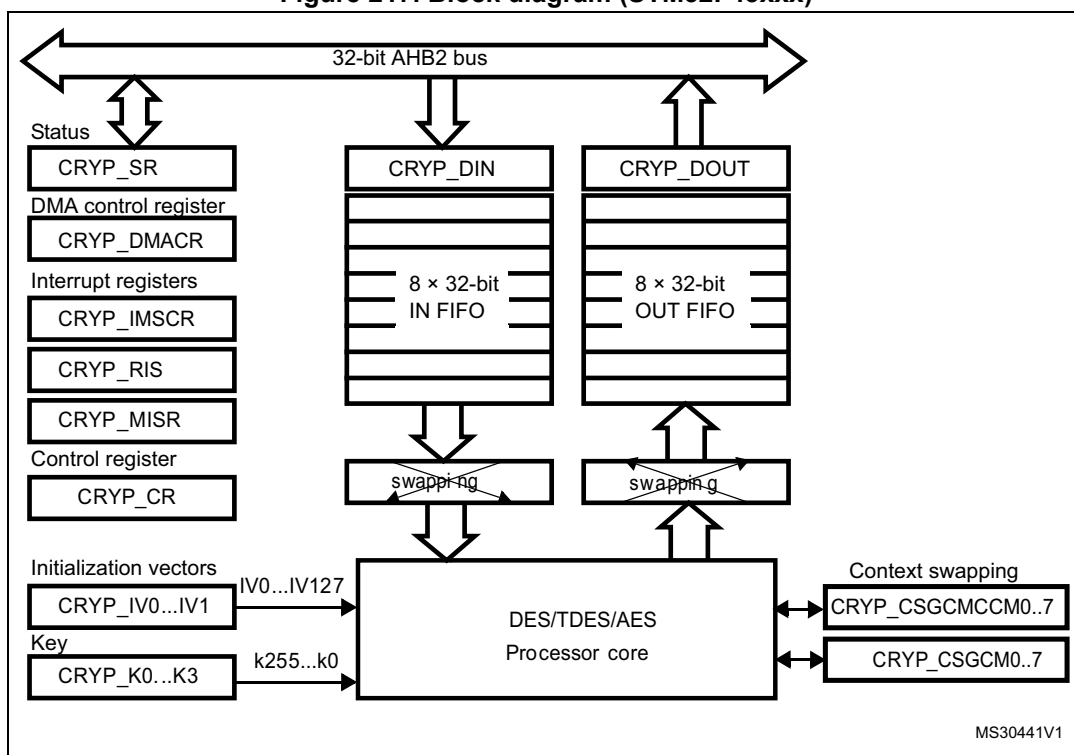 32-bit AHB2 bus
Status
CRYP_SR
DMA control register
CRYP_DMACR
Interrupt registers
CRYP_IMSCR
CRYP_RIS
CRYP_MISR
Control register
CRYP_CR
CRYP_DIN
8 × 32-bit
IN FIFO
swapping
CRYP_DOUT
8 × 32-bit
OUT FIFO
swapping
Initialization vectors
CRYP_IV0...IV1
IV0...IV127
Key
CRYP_K0...K3
k255...k0
DES/TDES/AES
Processor core
Context swapping
CRYP_CSGCMCCM0..7
CRYP_CSGCM0..7
MS30441V1